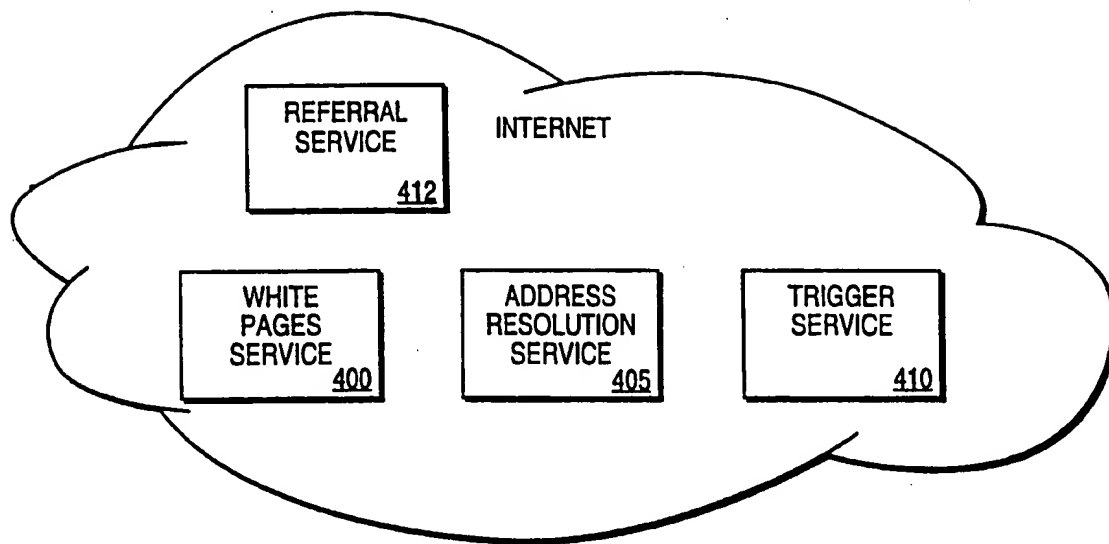 REFERRAL
SERVICE
412
INTERNET
WHITE
PAGES
SERVICE
400
ADDRESS
RESOLUTION
SERVICE
405
TRIGGER
SERVICE
410